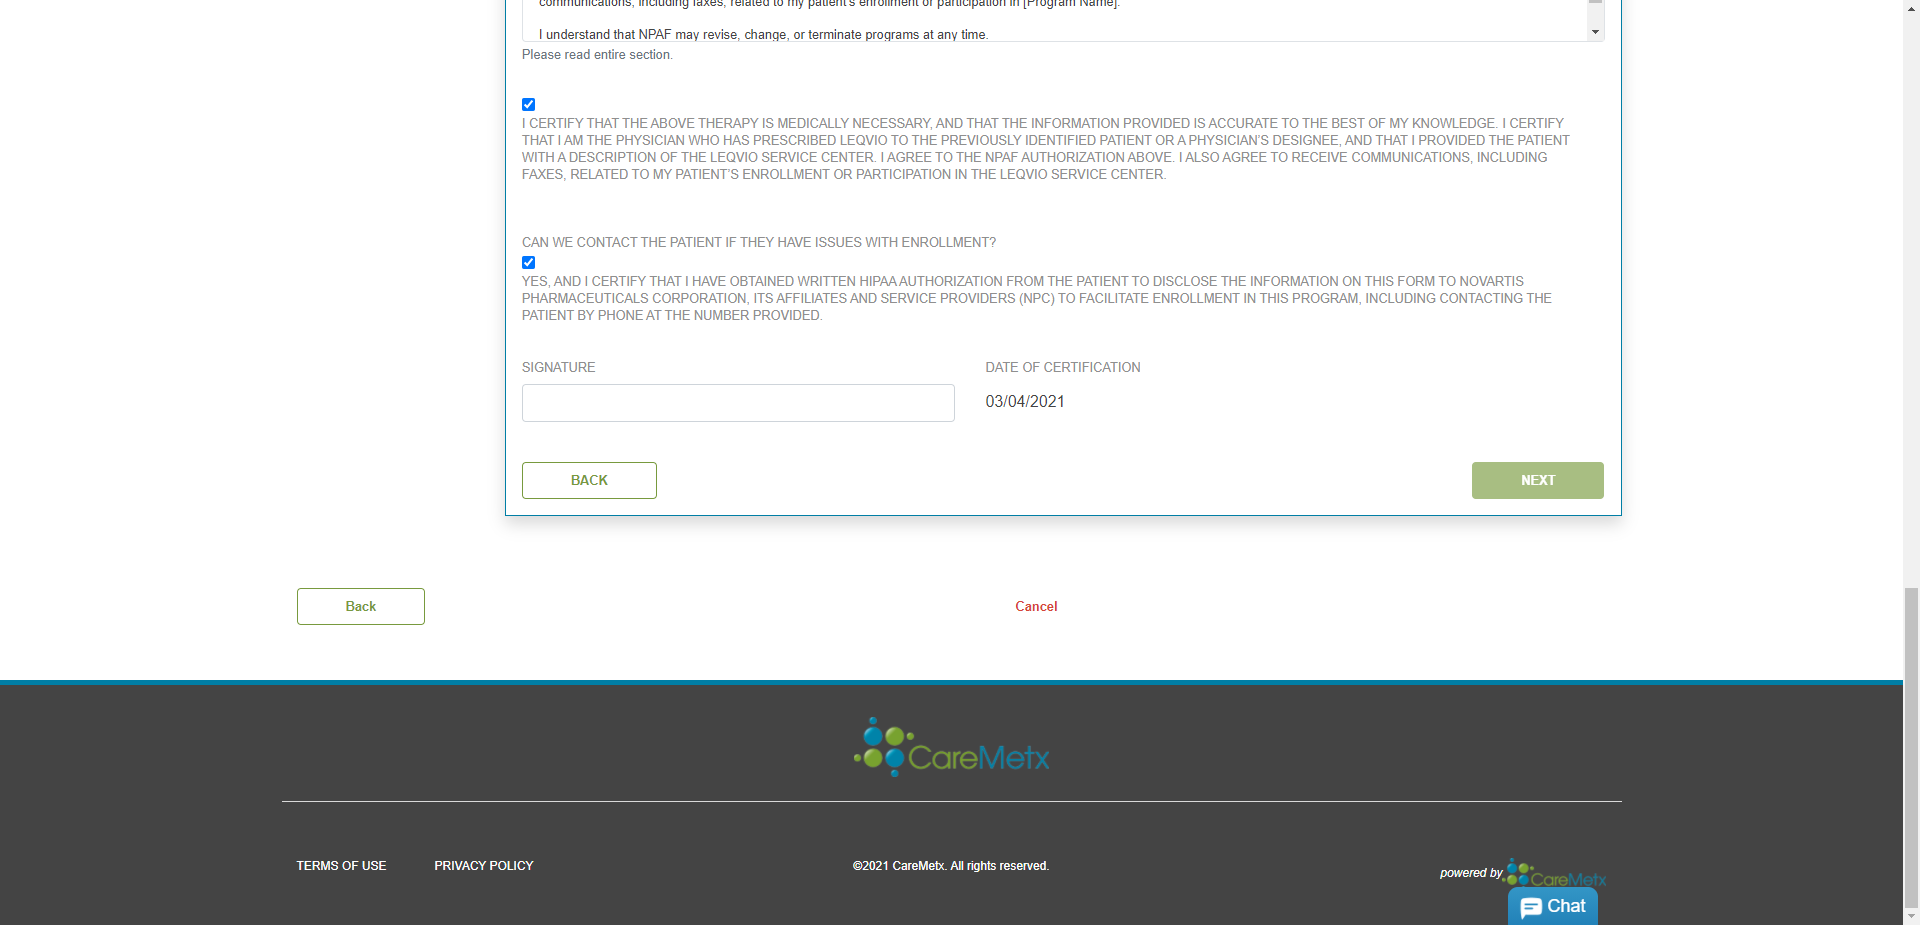 communications, including faxes, related to my patient's enrollment or participation in [Program Name].
I understand that NPAF may revise, change, or terminate programs at any time.
Please read entire section.
I CERTIFY THAT THE ABOVE THERAPY IS MEDICALLY NECESSARY, AND THAT THE INFORMATION PROVIDED IS ACCURATE TO THE BEST OF MY KNOWLEDGE. I CERTIFY
THAT I AM THE PHYSICIAN WHO HAS PRESCRIBED LEQVIO TO THE PREVIOUSLY IDENTIFIED PATIENT OR A PHYSICIAN'S DESIGNEE, AND THAT I PROVIDED THE PATIENT
WITH A DESCRIPTION OF THE LEQVIO SERVICE CENTER. I AGREE TO THE NPAF AUTHORIZATION ABOVE. I ALSO AGREE TO RECEIVE COMMUNICATIONS, INCLUDING
FAXES, RELATED TO MY PATIENT'S ENROLLMENT OR PARTICIPATION IN THE LEQVIO SERVICE CENTER.
CAN WE CONTACT THE PATIENT IF THEY HAVE ISSUES WITH ENROLLMENT?
YES, AND I CERTIFY THAT I HAVE OBTAINED WRITTEN HIPAA AUTHORIZATION FROM THE PATIENT TO DISCLOSE THE INFORMATION ON THIS FORM TO NOVARTIS
PHARMACEUTICALS CORPORATION, ITS AFFILIATES AND SERVICE PROVIDERS (NPC) TO FACILITATE ENROLLMENT IN THIS PROGRAM, INCLUDING CONTACTING THE
PATIENT BY PHONE AT THE NUMBER PROVIDED.
SIGNATURE
DATE OF CERTIFICATION
03/04/2021
BACK
NEXT
Back
Cancel
CareMetx
TERMS OF USE
PRIVACY POLICY
©2021 CareMetx. All rights reserved.
powered by CareMetx
Chat